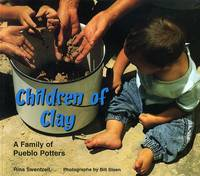 Children of
Clay
A Family of
Pueblo Potters
Rina Swentzell
Photographs by Bill Steen